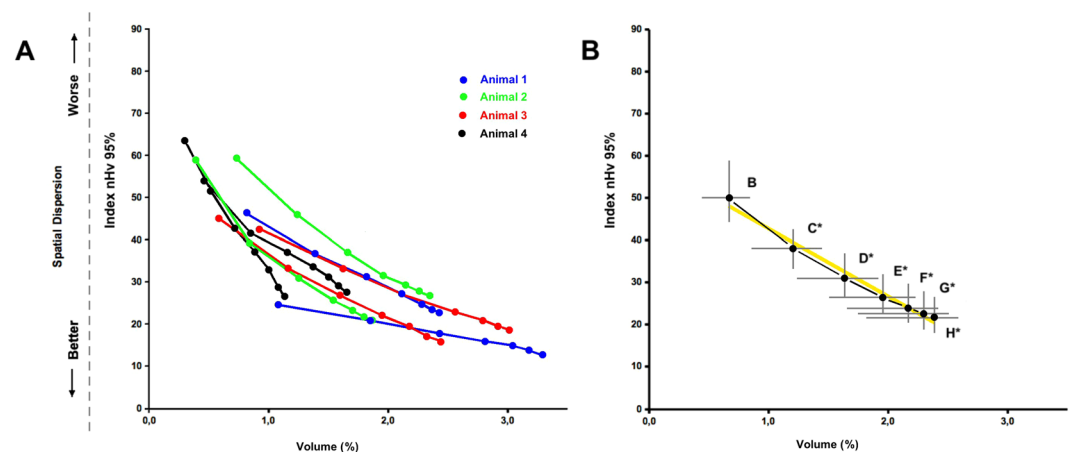 A
B
Worse
Better
Spatial Dispersion
Index nHv 95%
90
80
70
60
50
40
30
20
10
0
0,0
1,0
2,0
3,0
Volume (%)
Animal 1
Animal 2
Animal 3
Animal 4
Index nHv 95%
90
80
70
60
50
40
30
20
10
0
0,0
1,0
2,0
3,0
Volume (%)
B
C*
D*
E*
F*
G*
H*